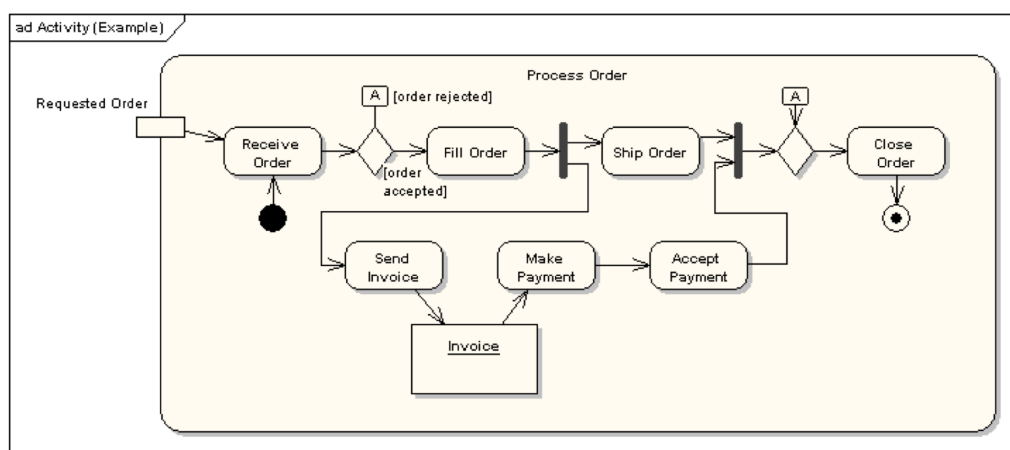 ad Activity (Example)
Process Order
Requested Order
A
[order rejected]
A
Receive
Order
Fill Order
Ship Order
Close
Order
[order
accepted]
Send
Invoice
Make
Payment
Accept
Payment
Invoice